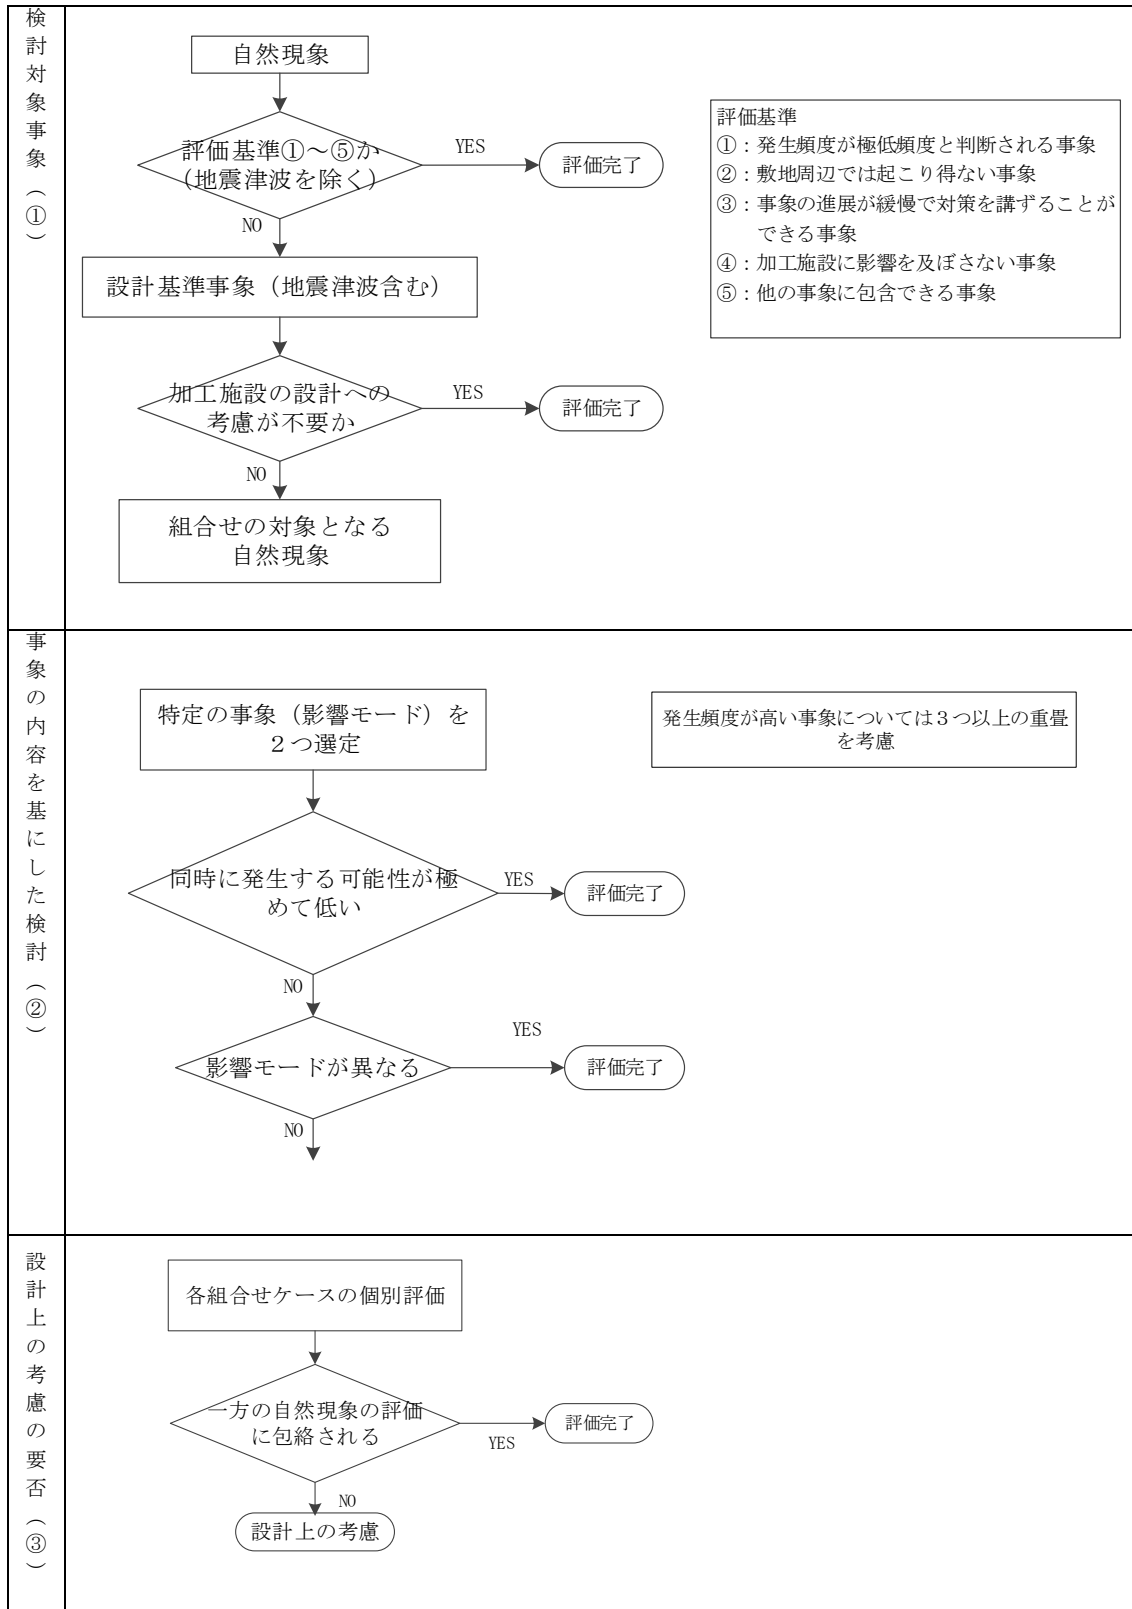 検討対象事象（①）
自然現象
評価基準①～⑤か
（地震津波を除く）
YES
評価完了
NO
設計基準事象（地震津波含む）
加工施設の設計への
考慮が不要か
YES
評価完了
NO
組合せの対象となる
自然現象
評価基準
①：発生頻度が極低頻度と判断される事象
②：敷地周辺では起こり得ない事象
③：事象の進展が緩慢で対策を講ずることが
できる事象
④：加工施設に影響を及ぼさない事象
⑤：他の事象に包含できる事象
事象の内容を基にした検討（②）
特定の事象（影響モード）を
２つ選定
発生頻度が高い事象については３つ以上の重畳
を考慮
同時に発生する可能性が極
めて低い
YES
評価完了
NO
影響モードが異なる
YES
評価完了
NO
設計上の考慮の要否（③）
各組合せケースの個別評価
一方の自然現象の評価
に包絡される
YES
評価完了
NO
設計上の考慮